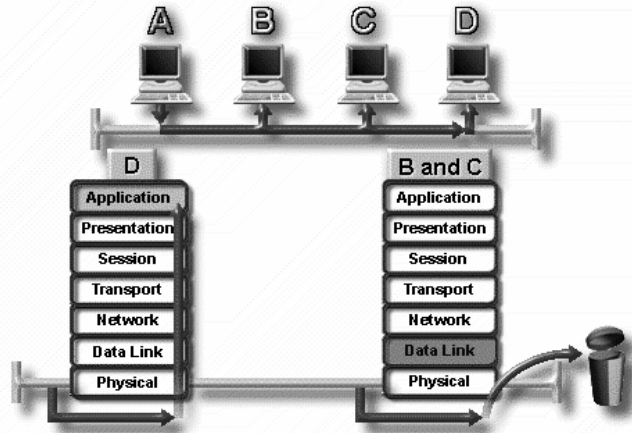 A B C D
D
Application
Presentation
Session
Transport
Network
Data Link
Physical
B and C
Application
Presentation
Session
Transport
Network
Data Link
Physical